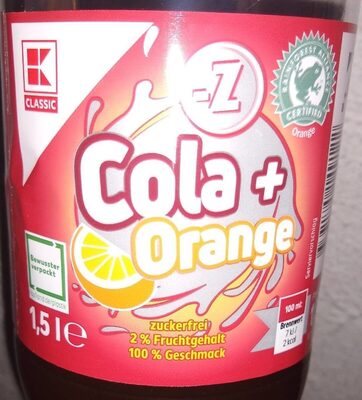 K
CLASSIC
-Z
RAINFOREST ALLIANCE
CERTIFIED
Orange
Cola +
Orange
Serviervorschlag
Bewusster
verpackt
1,5 l e
zuckerfrei
2 % Fruchtgehalt
100 % Geschmack
100 ml:
Brennwert
7 kJ /
2 kcal